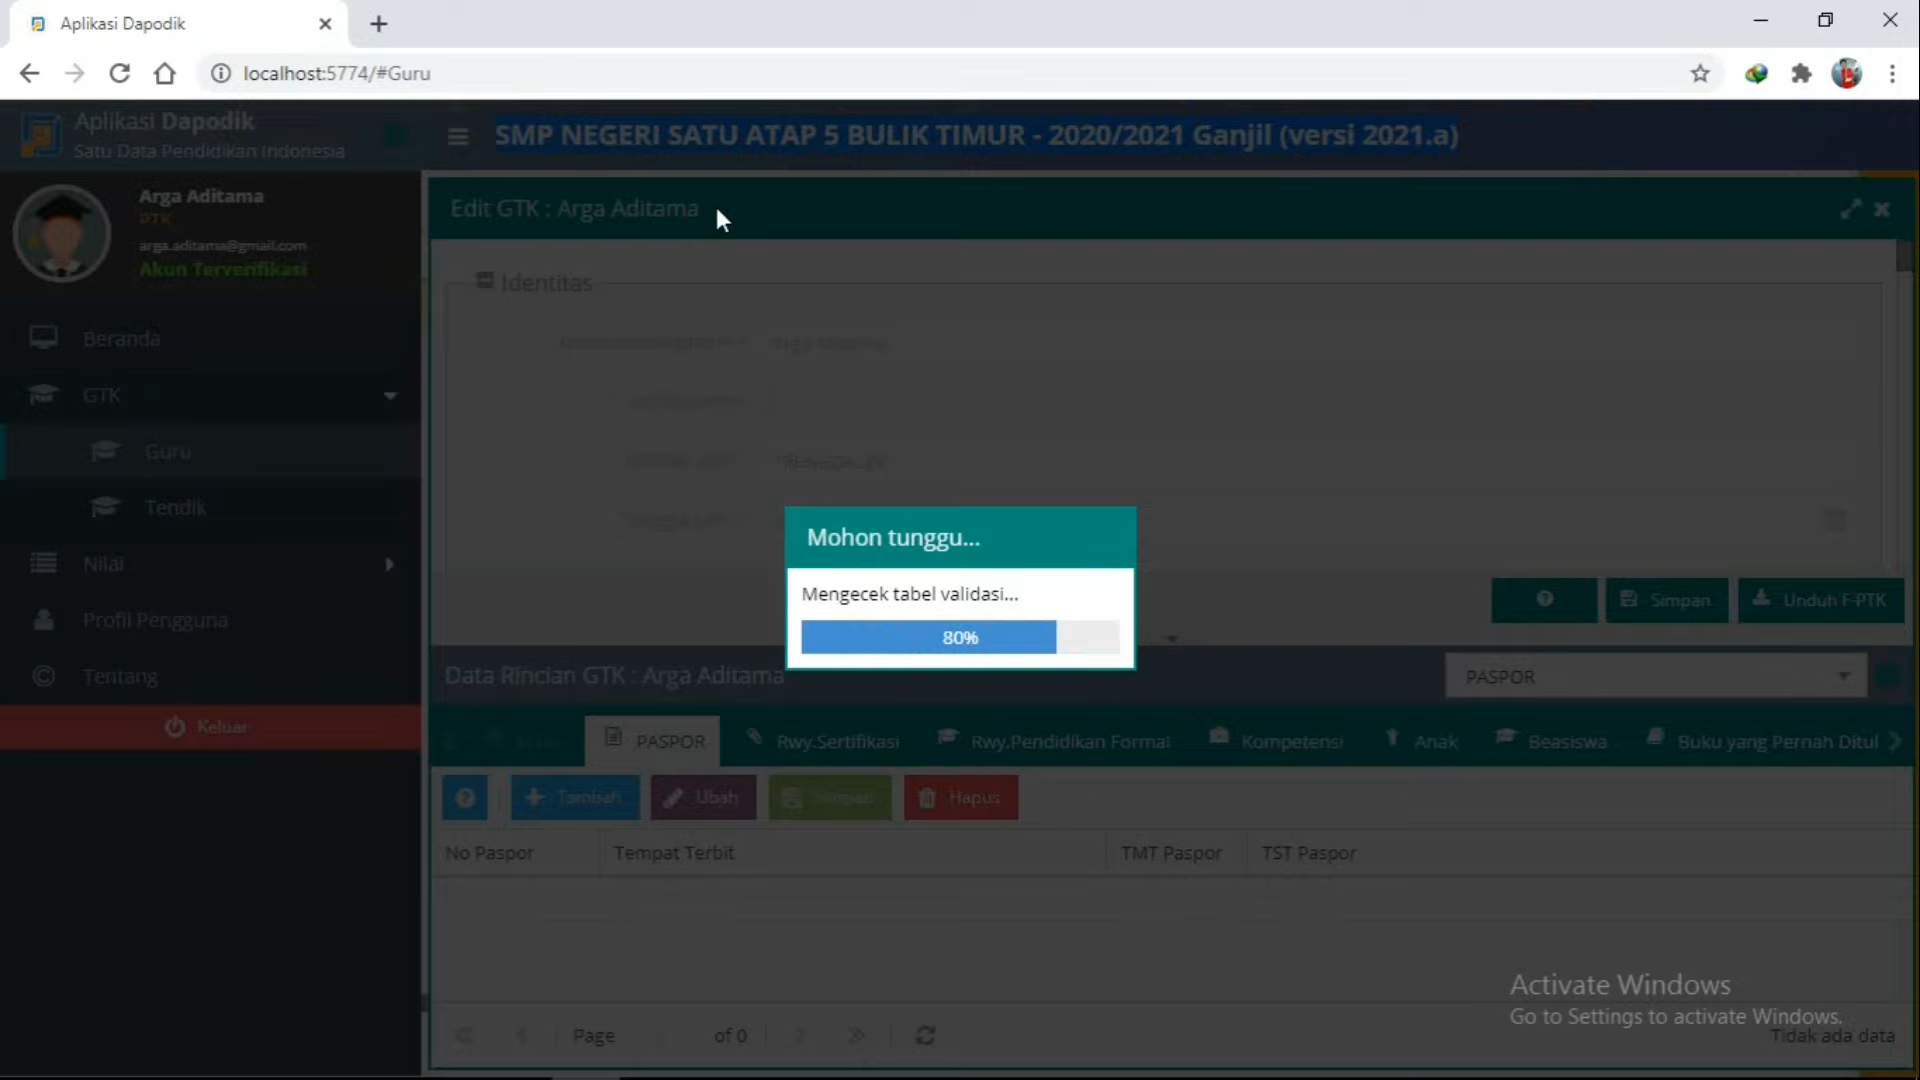 Aplikasi Dapodik
localhost:5774/#Guru
Aplikasi Dapodik
Satu Data Pendidikan Indonesia
SMP NEGERI SATU ATAP 5 BULIK TIMUR - 2020/2021 Ganjil (versi 2021.a)
Arga Aditama
PTK
arga.aditama@gmail.com
Akun Terverifikasi
Edit GTK : Arga Aditama
Identitas
Beranda
GTK
Guru
Tendik
Nilai
Profil Pengguna
Tentang
Keluar
Mohon tunggu...
Mengecek tabel validasi...
80%
Simpan
Unduh F-PTK
Data Rincian GTK : Arga Aditama
PASPOR
PASPOR
Rwy.Sertifikasi
Rwy.Pendidikan Formal
Kompetensi
Anak
Beasiswa
Buku yang Pernah Ditul
Tambah
Ubah
Simpan
Hapus
No Paspor
Tempat Terbit
TMT Paspor
TST Paspor
Activate Windows
Go to Settings to activate Windows.
Page
of 0
Tidak ada data